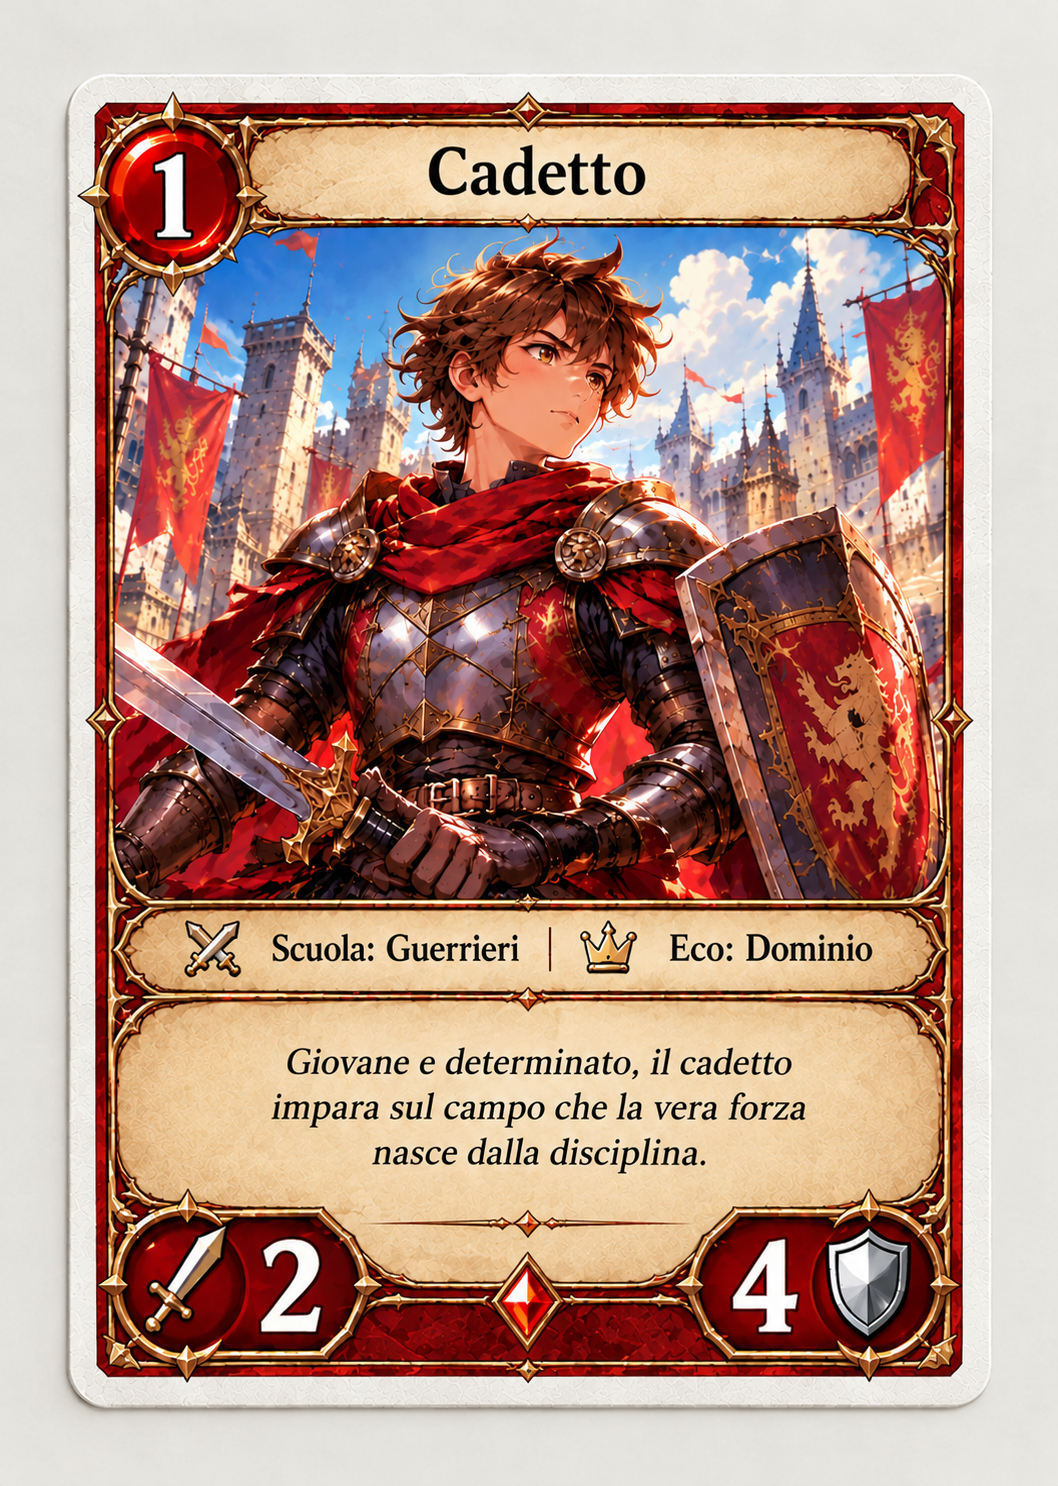 1
Cadetto
Scuola: Guerrieri | Eco: Dominio
Giovane e determinato, il cadetto
impara sul campo che la vera forza
nasce dalla disciplina.
2
4